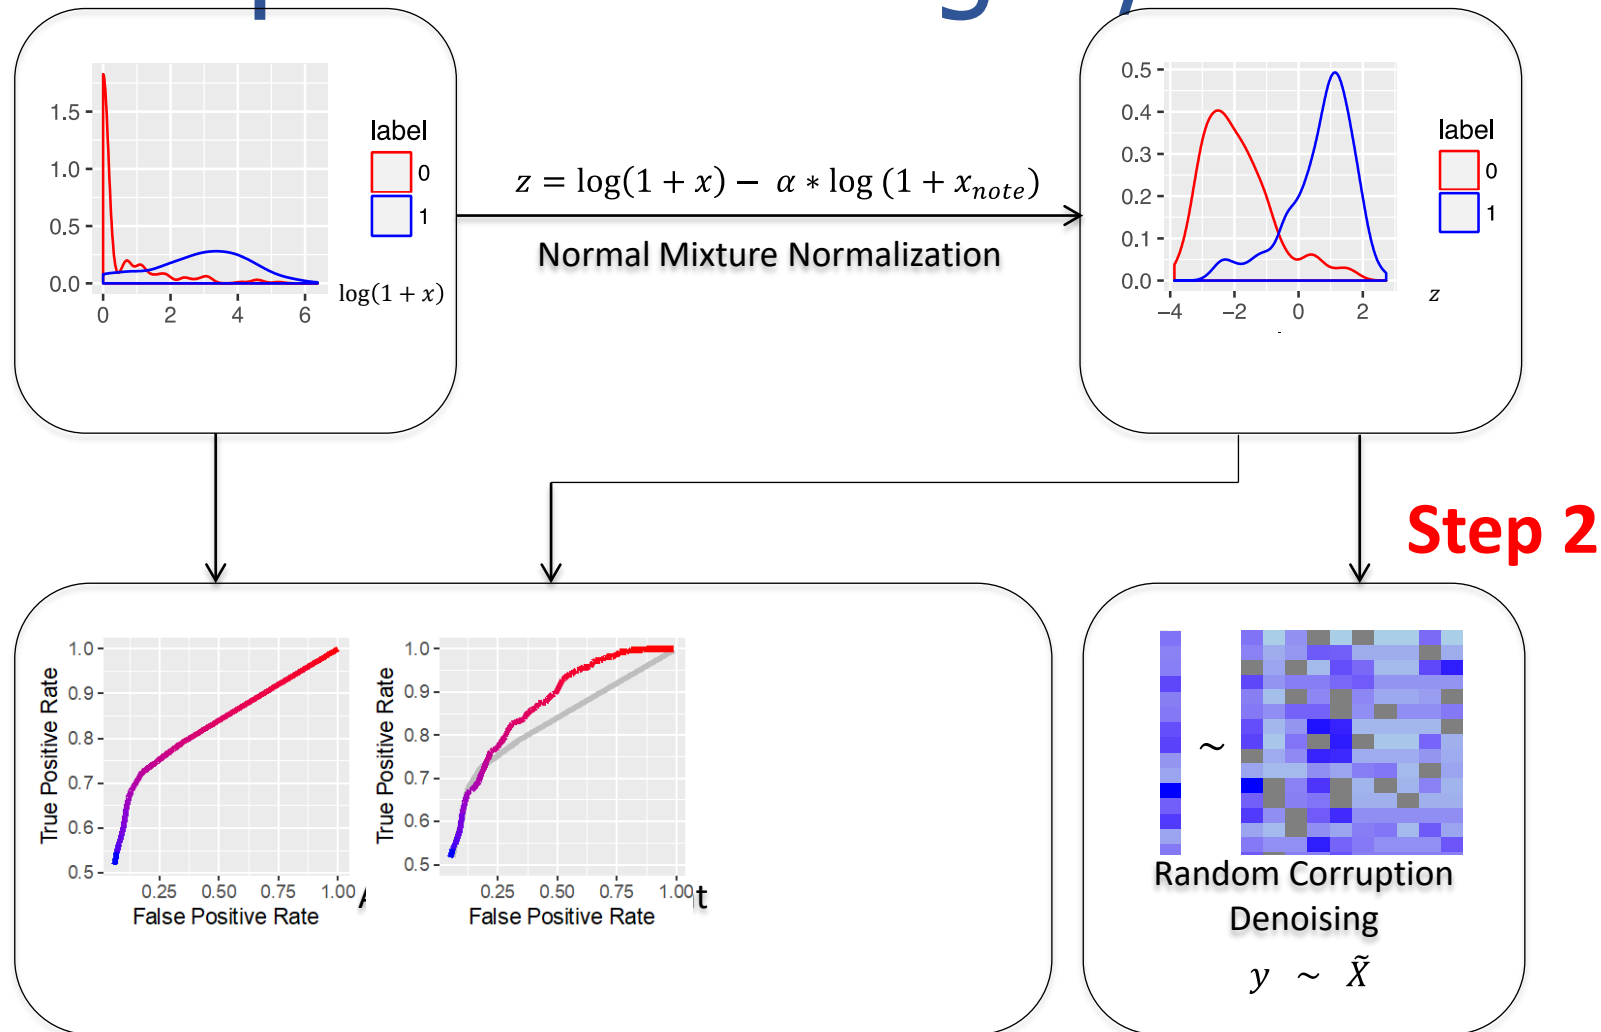 1.5
1.0
0.5
0.0
0 2 4 6
log(1 + x)
label
0
1
z = log(1 + x) − α ∗ log (1 + x_note)
Normal Mixture Normalization
0.5
0.4
0.3
0.2
0.1
0.0
−4 −2 0 2
z
label
0
1
Step 2
True Positive Rate
1.0
0.9
0.8
0.7
0.6
0.5
0.25 0.50 0.75 1.00
False Positive Rate
True Positive Rate
1.0
0.9
0.8
0.7
0.6
0.5
0.25 0.50 0.75 1.00
False Positive Rate
~
Random Corruption
Denoising
y ~ X̃